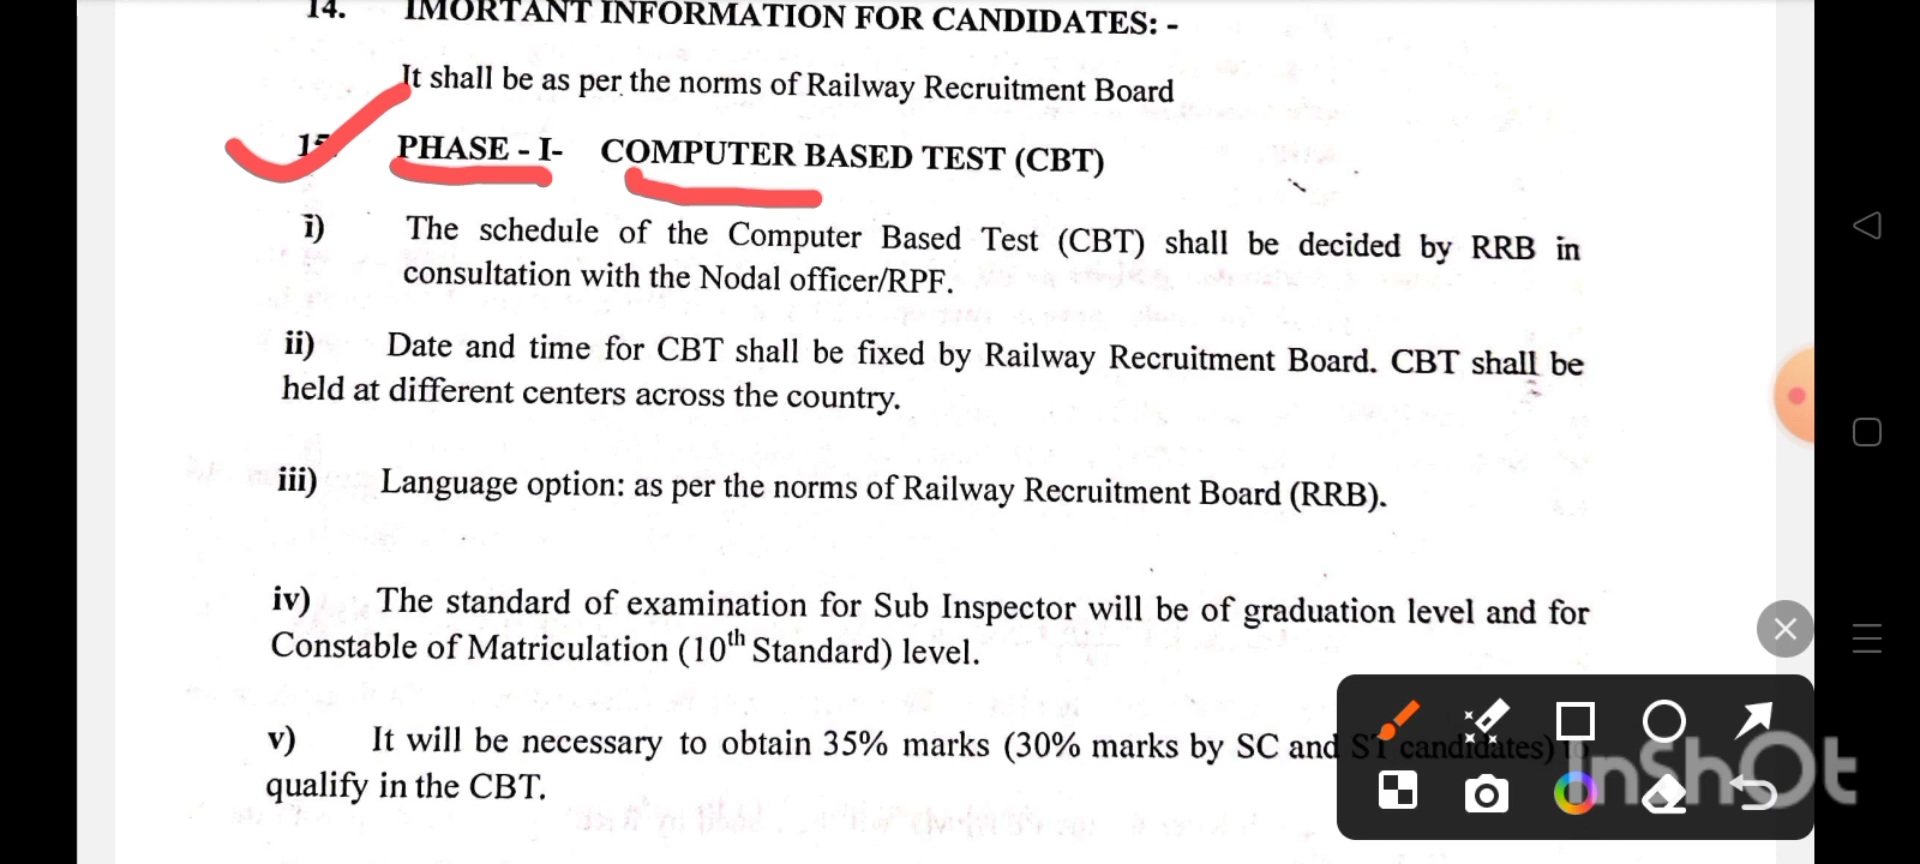 14. IMORTANT INFORMATION FOR CANDIDATES: -
It shall be as per the norms of Railway Recruitment Board
15. PHASE - I- COMPUTER BASED TEST (CBT)
i) The schedule of the Computer Based Test (CBT) shall be decided by RRB in
consultation with the Nodal officer/RPF.
ii) Date and time for CBT shall be fixed by Railway Recruitment Board. CBT shall be
held at different centers across the country.
iii) Language option: as per the norms of Railway Recruitment Board (RRB).
iv) The standard of examination for Sub Inspector will be of graduation level and for
Constable of Matriculation (10th Standard) level.
v) It will be necessary to obtain 35% marks (30% marks by SC and ST candidates) to
qualify in the CBT.
InShOt